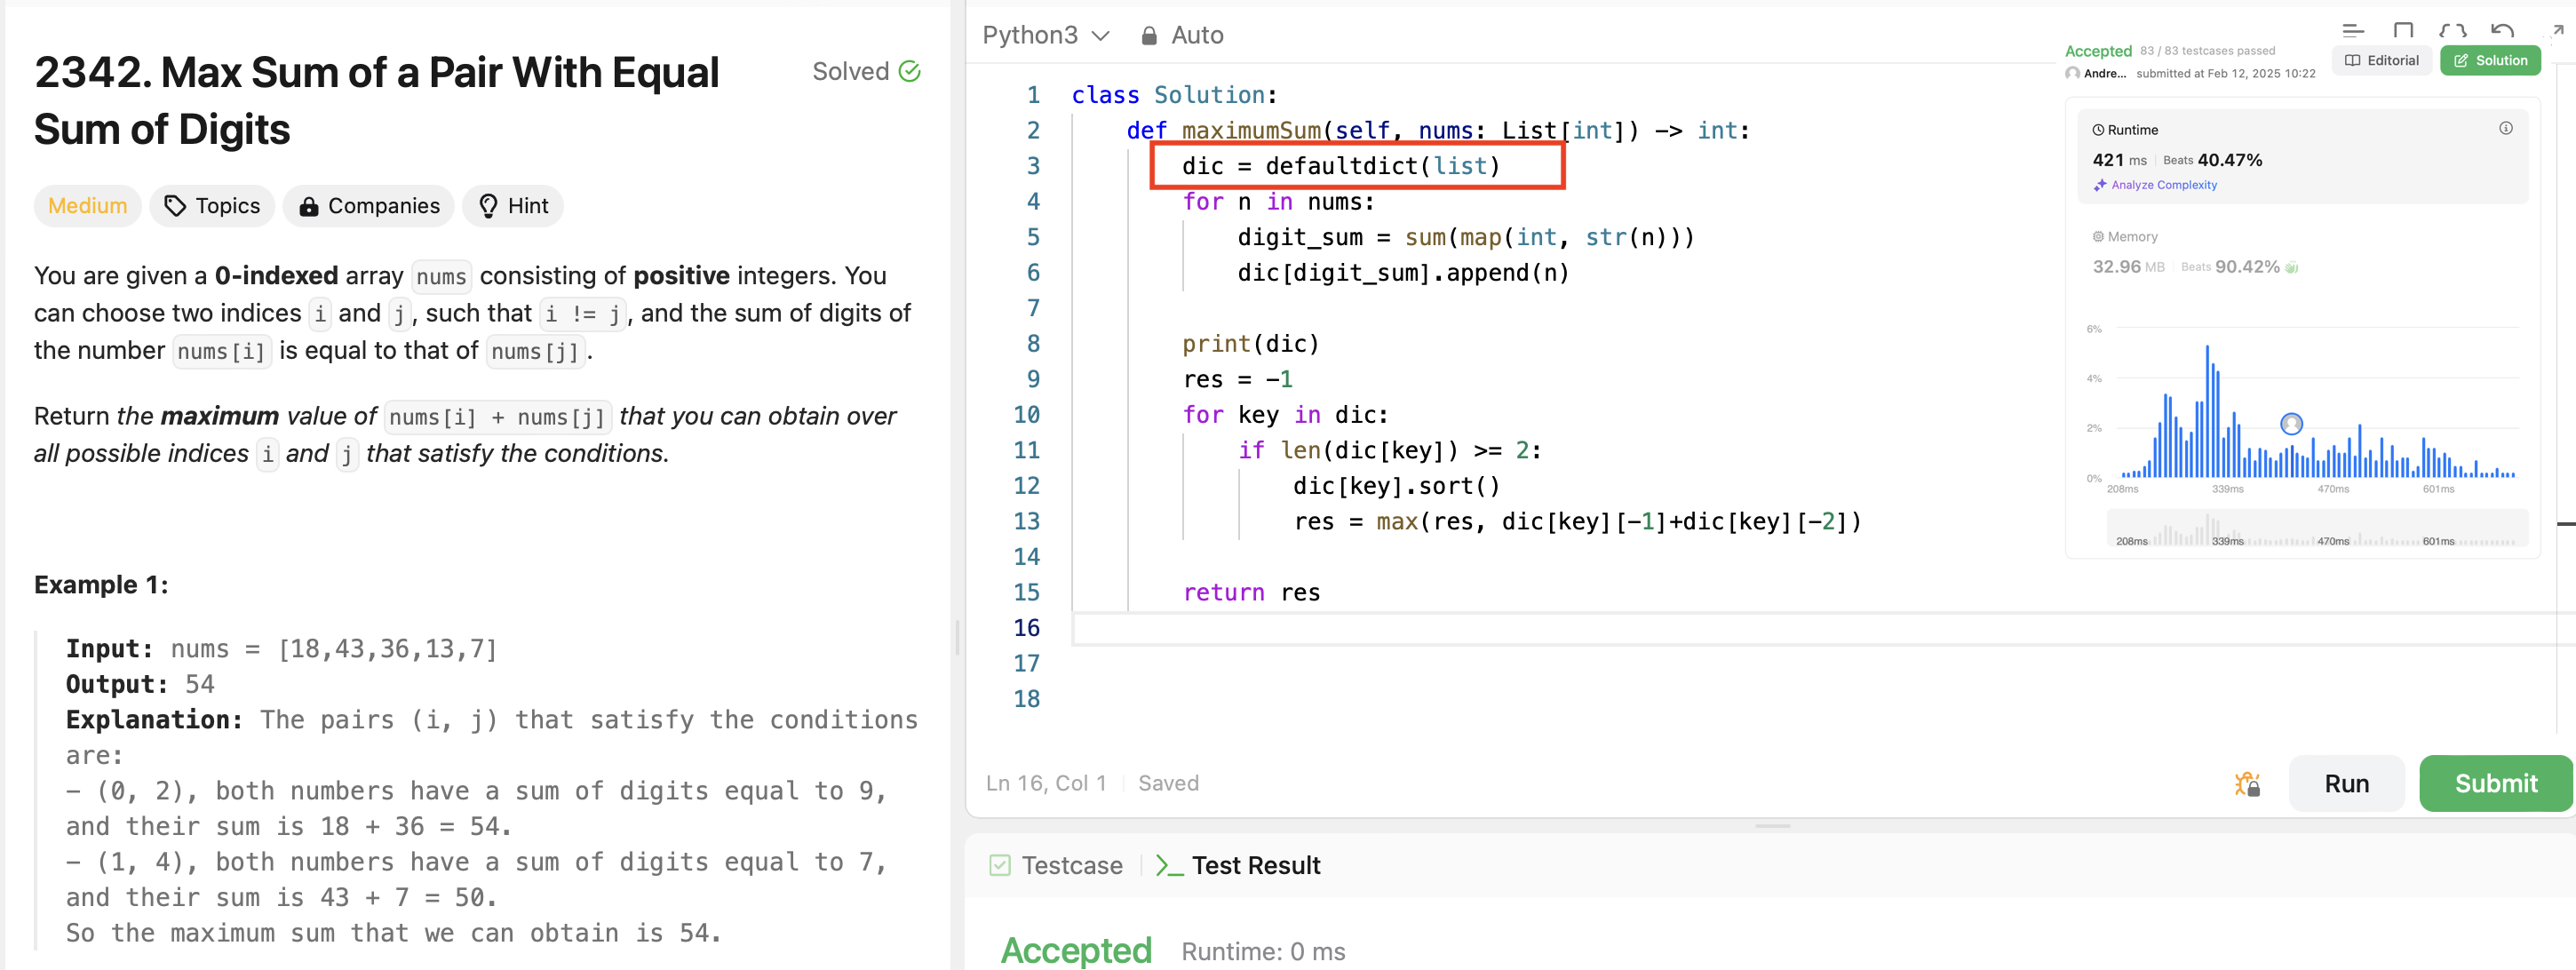 2342. Max Sum of a Pair With Equal
Sum of Digits
Solved
Medium
Topics
Companies
Hint
You are given a 0-indexed array nums consisting of positive integers. You
can choose two indices i and j, such that i != j, and the sum of digits of
the number nums[i] is equal to that of nums[j].
Return the maximum value of nums[i] + nums[j] that you can obtain over
all possible indices i and j that satisfy the conditions.
Example 1:
Input: nums = [18,43,36,13,7]
Output: 54
Explanation: The pairs (i, j) that satisfy the conditions
are:
- (0, 2), both numbers have a sum of digits equal to 9,
and their sum is 18 + 36 = 54.
- (1, 4), both numbers have a sum of digits equal to 7,
and their sum is 43 + 7 = 50.
So the maximum sum that we can obtain is 54.
Python3
Auto
1 class Solution:
2     def maximumSum(self, nums: List[int]) -> int:
3         dic = defaultdict(list)
4         for n in nums:
5             digit_sum = sum(map(int, str(n)))
6             dic[digit_sum].append(n)
7
8         print(dic)
9         res = -1
10         for key in dic:
11             if len(dic[key]) >= 2:
12                 dic[key].sort()
13                 res = max(res, dic[key][-1]+dic[key][-2])
14
15         return res
16
17
18
Accepted 83 / 83 testcases passed
Andre... submitted at Feb 12, 2025 10:22
Editorial
Solution
Runtime
421 ms Beats 40.47%
Analyze Complexity
Memory
32.96 MB Beats 90.42%
6%
4%
2%
0%
208ms 339ms 470ms 601ms
208ms 339ms 470ms 601ms
Ln 16, Col 1 Saved
Run
Submit
Testcase
Test Result
Accepted Runtime: 0 ms